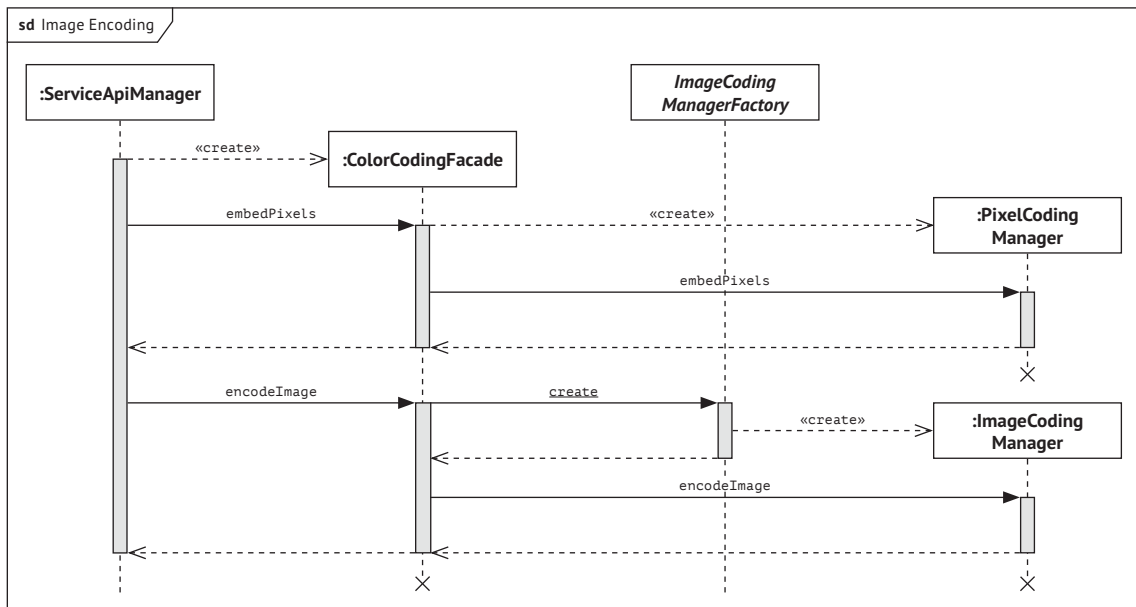 sd Image Encoding
:ServiceApiManager
ImageCoding
ManagerFactory
«create»
:ColorCodingFacade
embedPixels
«create»
:PixelCoding
Manager
embedPixels
encodeImage
create
«create»
:ImageCoding
Manager
encodeImage